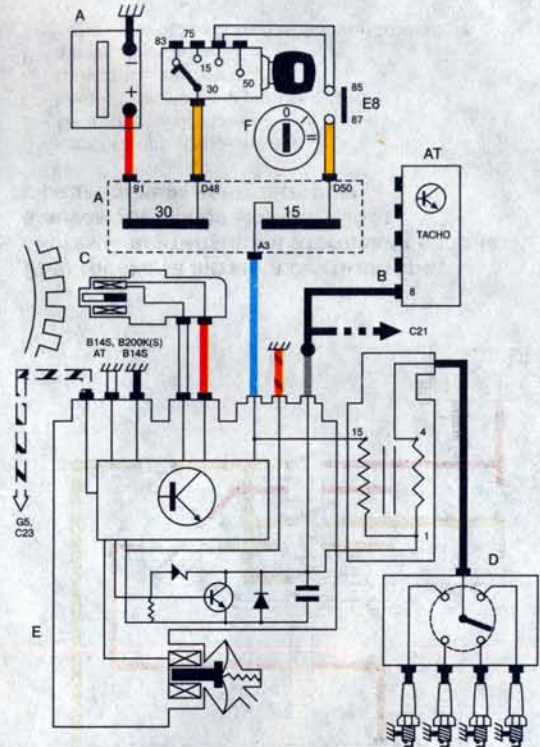 A
83
75
15
30
50
85
E8
87
F
0
I
=
AT
TACHO
8
91
D48
D50
A
30
15
A3
B
C21
C
B14S, B200K(S)
AT B14S
G5,
C23
15
4
1
D
E
−
+